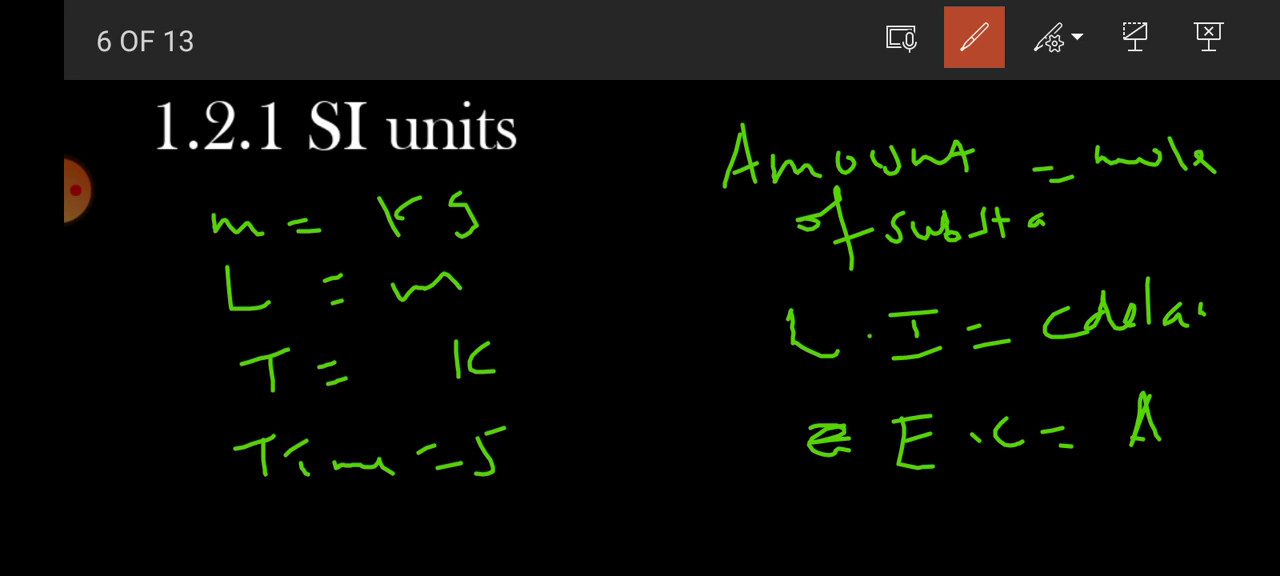 6 OF 13
1.2.1 SI units
m = Kg
L = m
T = K
Time = s
Amount = mole
of substa
L. I = cdela
E.C = A